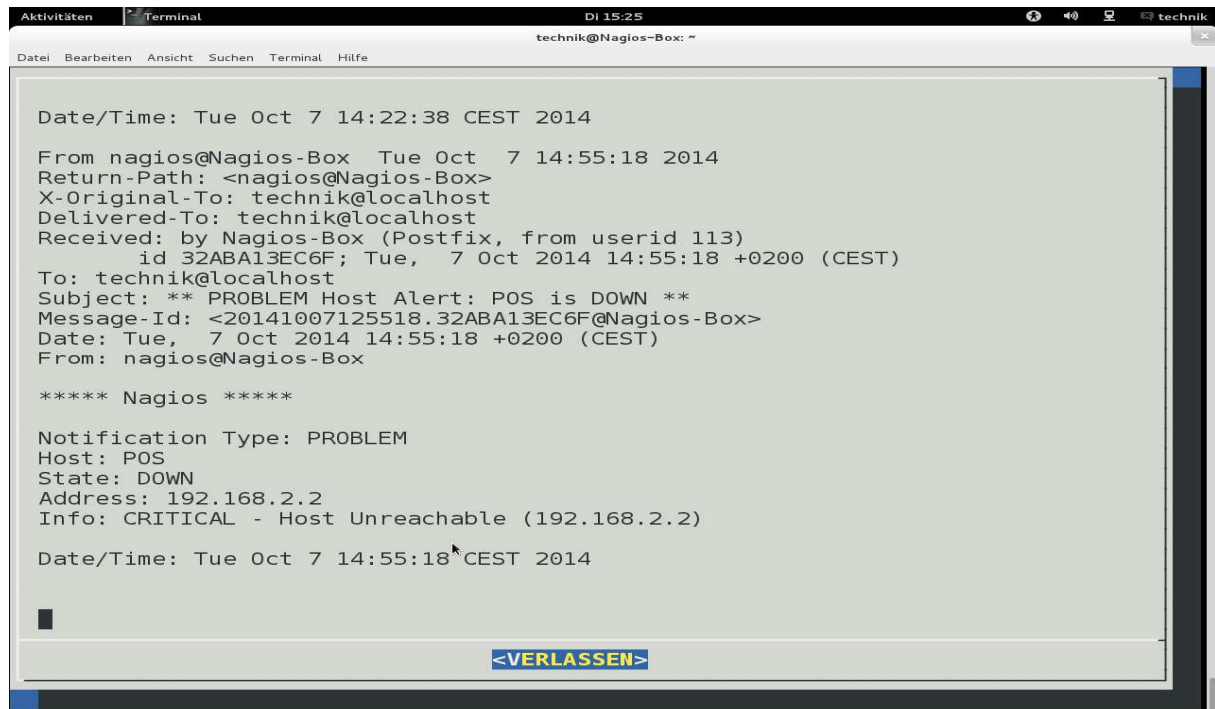 Aktivitäten Terminal Di 15:25 technik
technik@Nagios-Box: ~
Datei Bearbeiten Ansicht Suchen Terminal Hilfe
Date/Time: Tue Oct 7 14:22:38 CEST 2014
From nagios@Nagios-Box Tue Oct 7 14:55:18 2014
Return-Path: <nagios@Nagios-Box>
X-Original-To: technik@localhost
Delivered-To: technik@localhost
Received: by Nagios-Box (Postfix, from userid 113)
id 32ABA13EC6F; Tue, 7 Oct 2014 14:55:18 +0200 (CEST)
To: technik@localhost
Subject: ** PROBLEM Host Alert: POS is DOWN **
Message-Id: <20141007125518.32ABA13EC6F@Nagios-Box>
Date: Tue, 7 Oct 2014 14:55:18 +0200 (CEST)
From: nagios@Nagios-Box
***** Nagios *****
Notification Type: PROBLEM
Host: POS
State: DOWN
Address: 192.168.2.2
Info: CRITICAL - Host Unreachable (192.168.2.2)
Date/Time: Tue Oct 7 14:55:18 CEST 2014
<VERLASSEN>